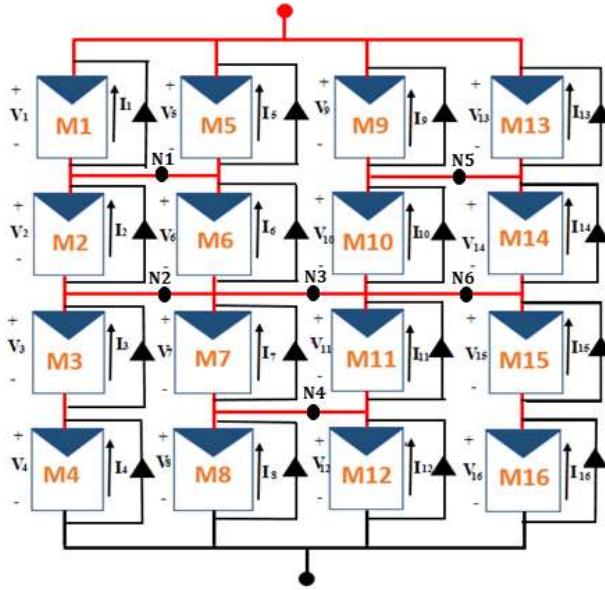 + V1 - M1 I1
+ V5 - M5 I5
+ V9 - M9 I9
+ V13 - M13 I13
N1 N5
V2 - M2 I2
V6 - M6 I6
V10 - M10 I10
V14 - M14 I14
N2 N3 N6
+ V3 - M3 I3
+ V7 - M7 I7
+ V11 - M11 I11
+ V15 - M15 I15
N4
+ V4 - M4 I4
+ V8 - M8 I8
+ V12 - M12 I12
+ V16 - M16 I16